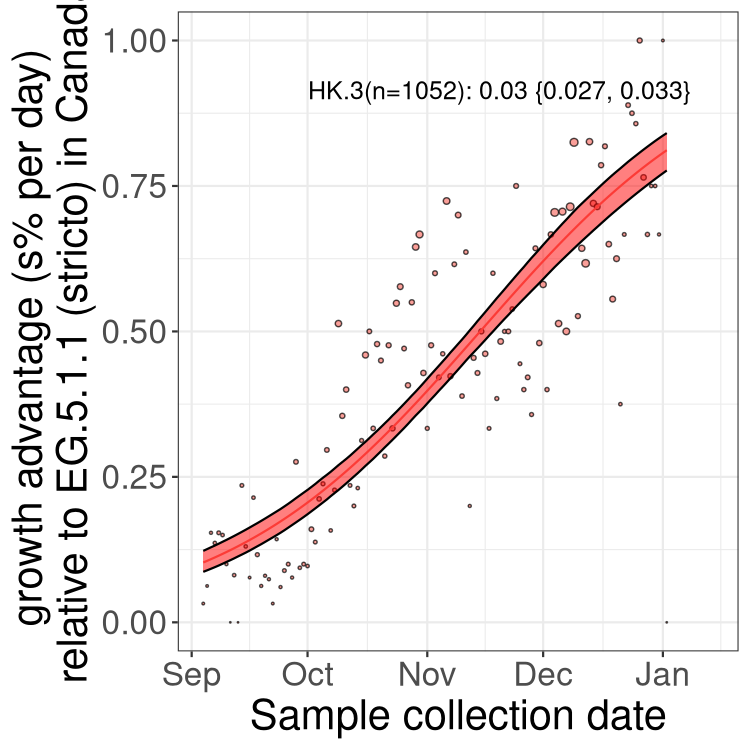 growth advantage (s% per day)
relative to EG.5.1.1 (stricto) in Canada
1.00
HK.3(n=1052): 0.03 {0.027, 0.033}
0.75
0.50
0.25
0.00
Sep Oct Nov Dec Jan
Sample collection date